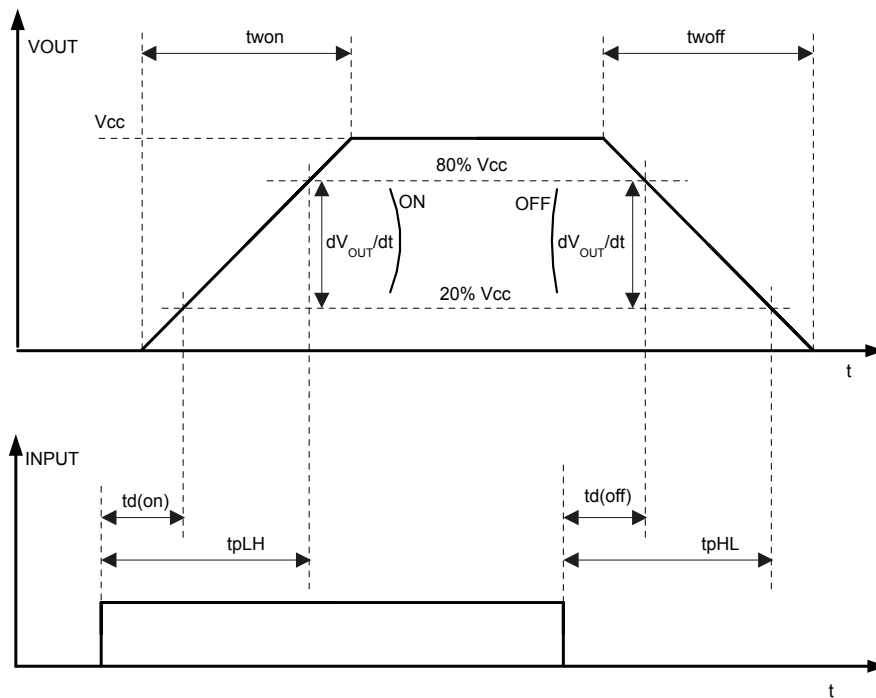 VOUT
twon
twoff
Vcc
80% Vcc
ON
OFF
dVOUT/dt
dVOUT/dt
20% Vcc
t
INPUT
td(on)
td(off)
tpLH
tpHL
t